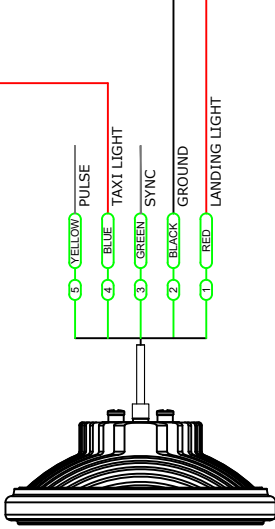 PULSE
TAXI LIGHT
SYNC
GROUND
LANDING LIGHT
YELLOW
BLUE
GREEN
BLACK
RED
5
4
3
2
1